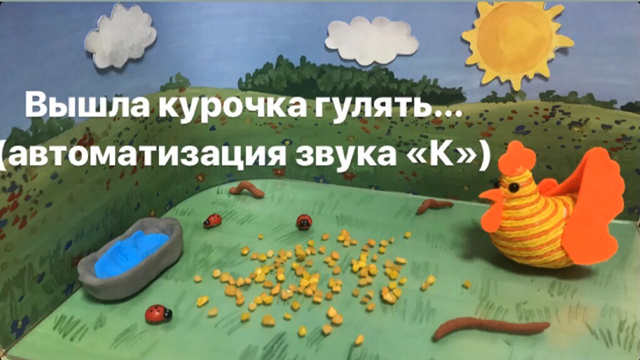 Вышла курочка гулять...
(автоматизация звука «К»)